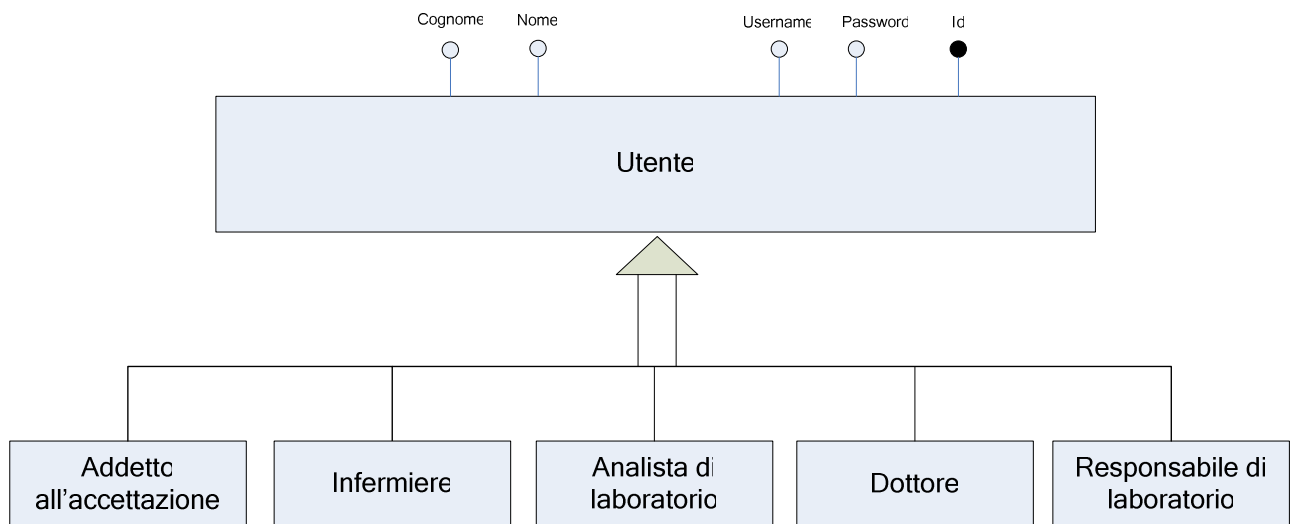 Cognome Nome Username Password Id
Utente
Addetto all’accettazione
Infermiere
Analista di laboratorio
Dottore
Responsabile di laboratorio